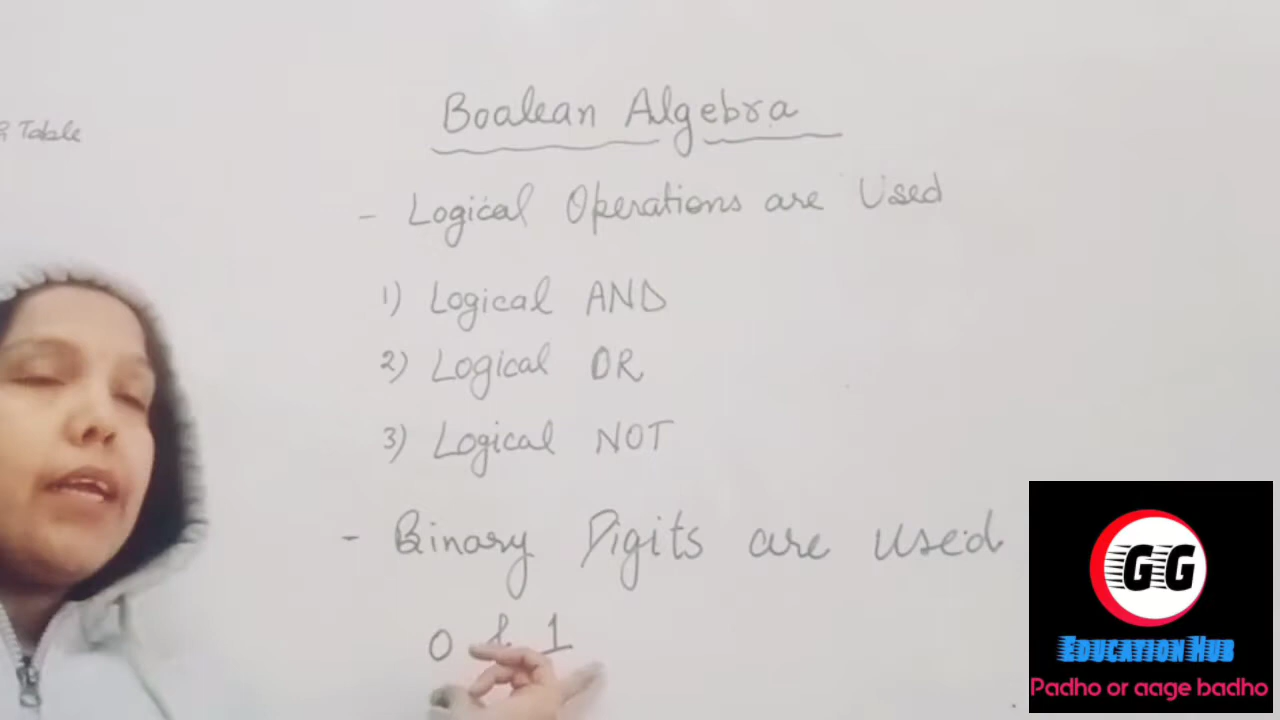 Table
Boalean Algebra
- Logical Operations are Used
1) Logical AND
2) Logical OR
3) Logical NOT
- Binary Digits are used
0 & 1
GG
EDUCATION HUB
Padho or aage badho